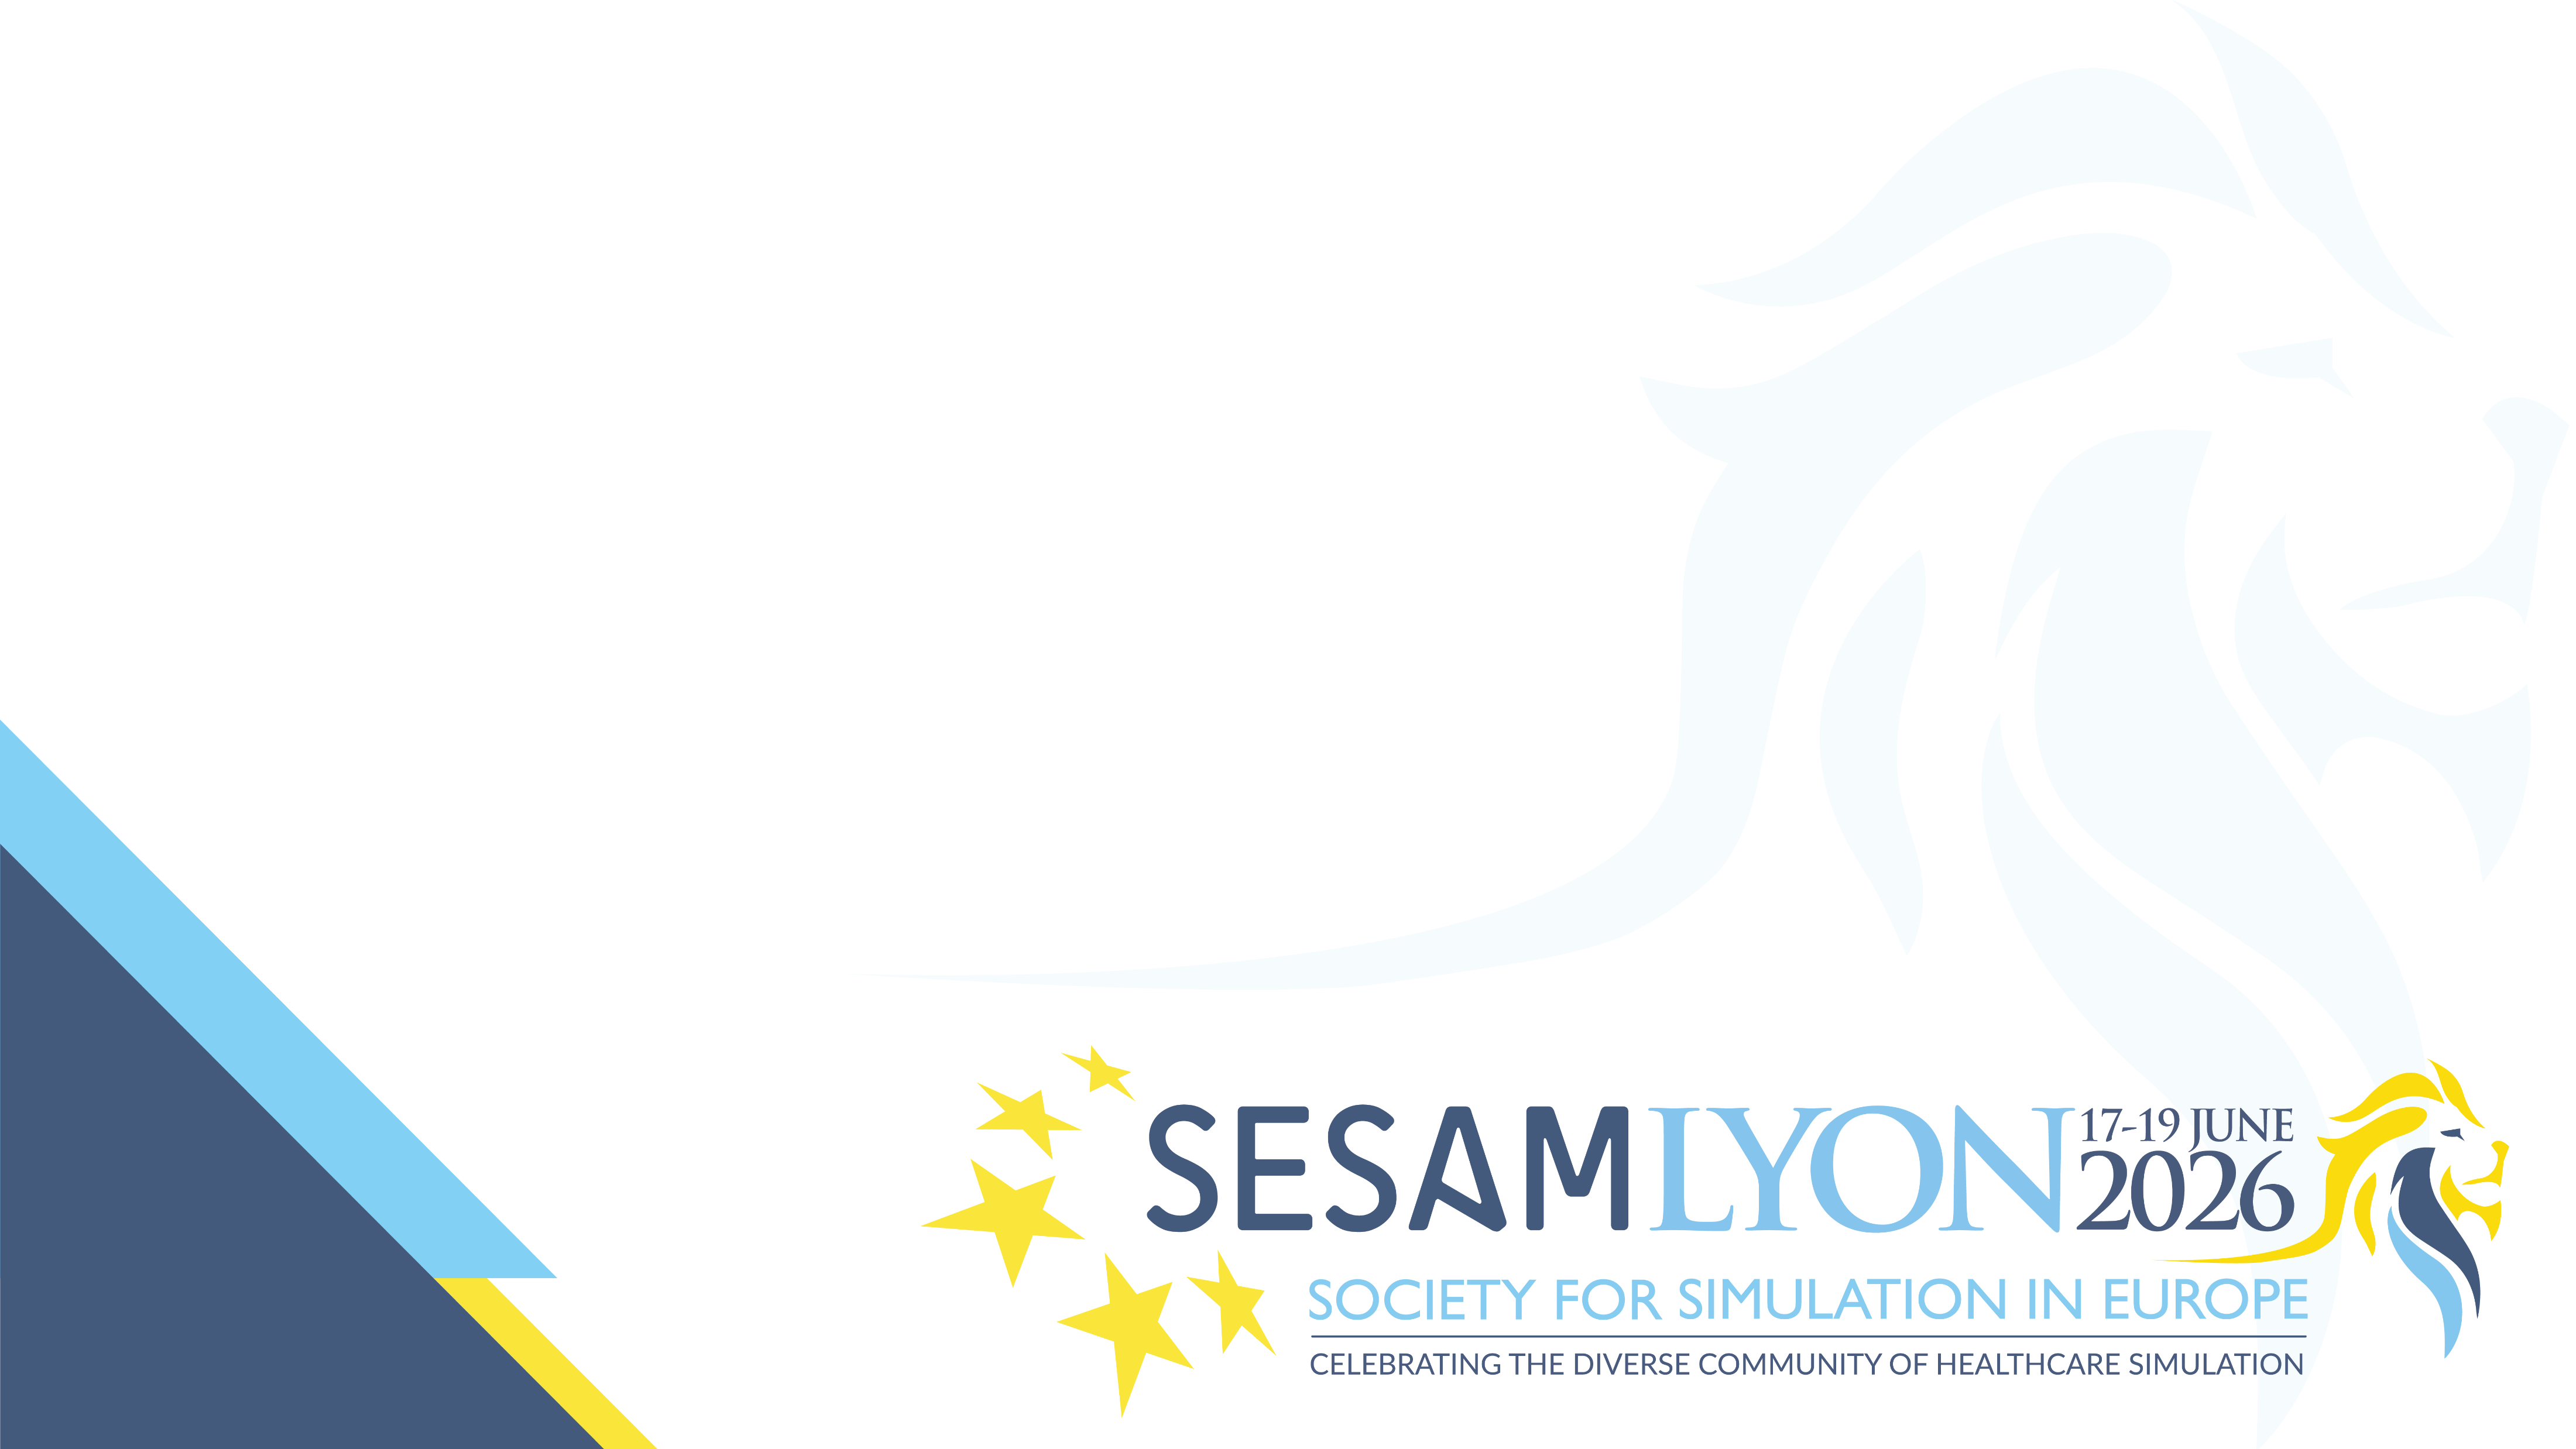 SESAM LYON 17-19 JUNE
2026
SOCIETY FOR SIMULATION IN EUROPE
CELEBRATING THE DIVERSE COMMUNITY OF HEALTHCARE SIMULATION